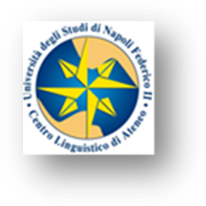 Università degli Studi di Napoli Federico II
Centro Linguistico di Ateneo